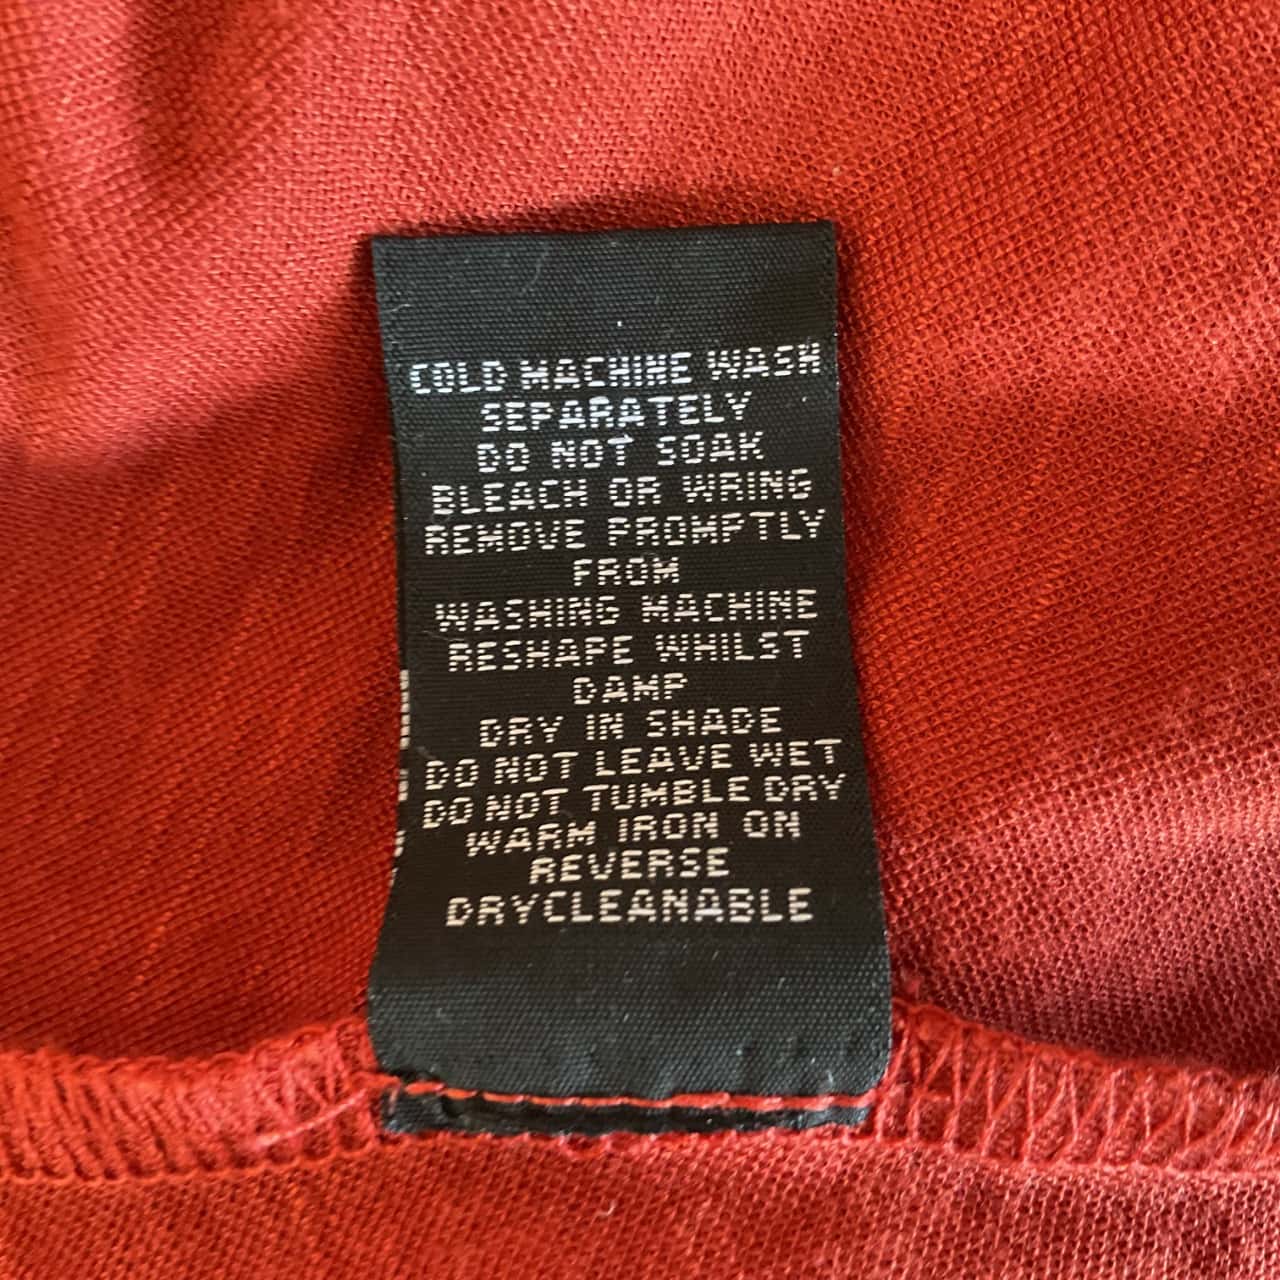 COLD MACHINE WASH
SEPARATELY
DO NOT SOAK
BLEACH OR WRING
REMOVE PROMPTLY
FROM
WASHING MACHINE
RESHAPE WHILST
DAMP
DRY IN SHADE
DO NOT LEAVE WET
DO NOT TUMBLE DRY
WARM IRON ON
REVERSE
DRYCLEANABLE